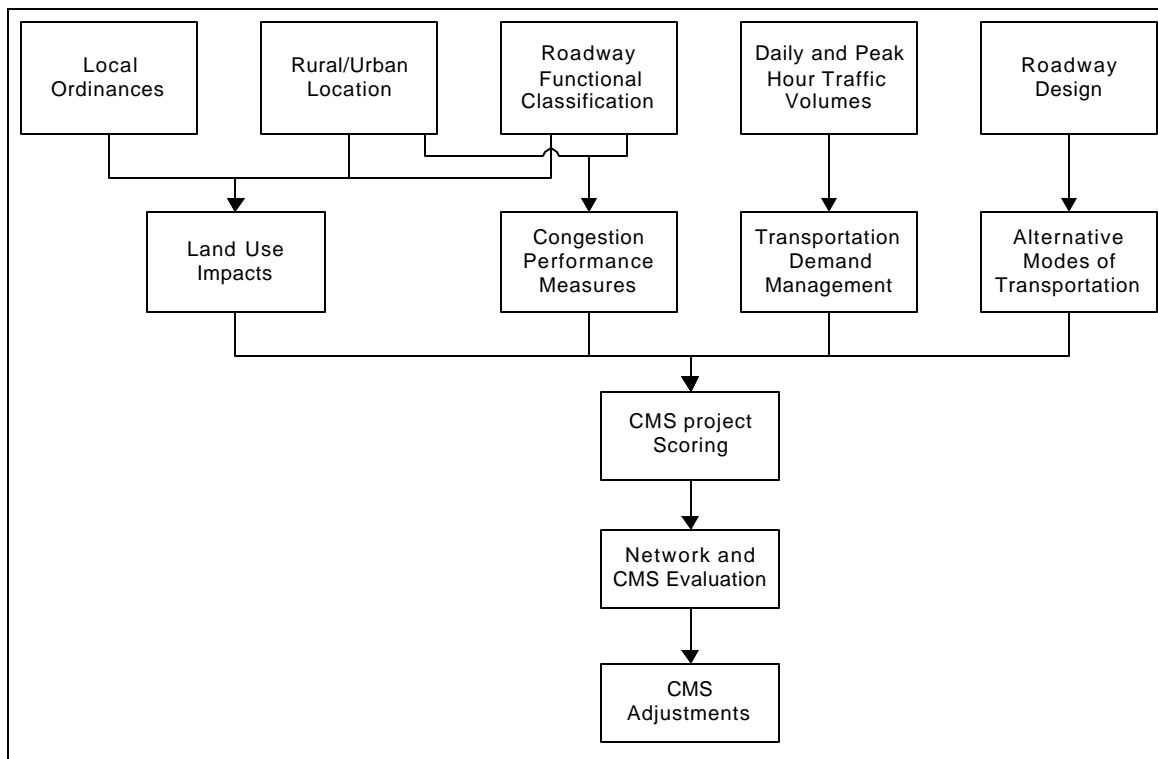 Local
Ordinances
Rural/Urban
Location
Roadway
Functional
Classification
Daily and Peak
Hour Traffic
Volumes
Roadway
Design
Land Use
Impacts
Congestion
Performance
Measures
Transportation
Demand
Management
Alternative
Modes of
Transportation
CMS project
Scoring
Network and
CMS Evaluation
CMS
Adjustments